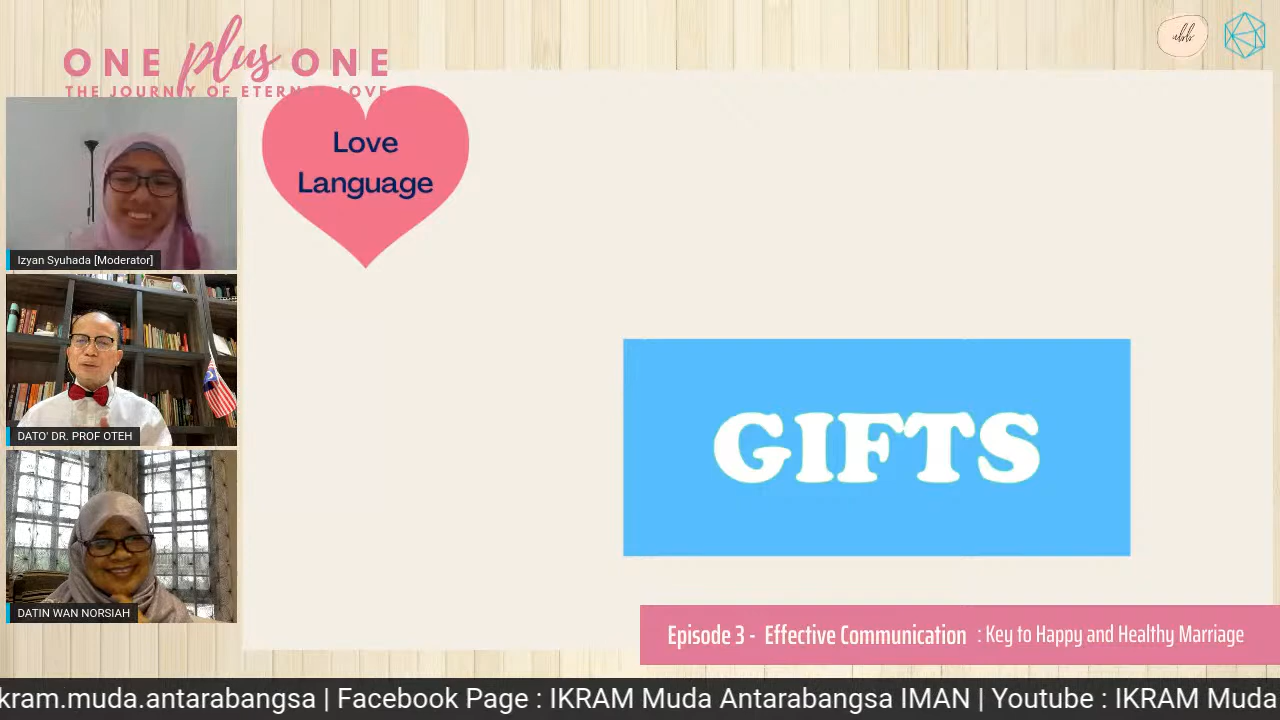 ONE plus ONE
THE JOURNEY OF ETERNAL LOVE
Love
Language
Izyan Syuhada [Moderator]
DATO' DR. PROF OTEH
DATIN WAN NORSIAH
GIFTS
Episode 3 - Effective Communication : Key to Happy and Healthy Marriage
kram.muda.antarabangsa | Facebook Page : IKRAM Muda Antarabangsa IMAN | Youtube : IKRAM Muda